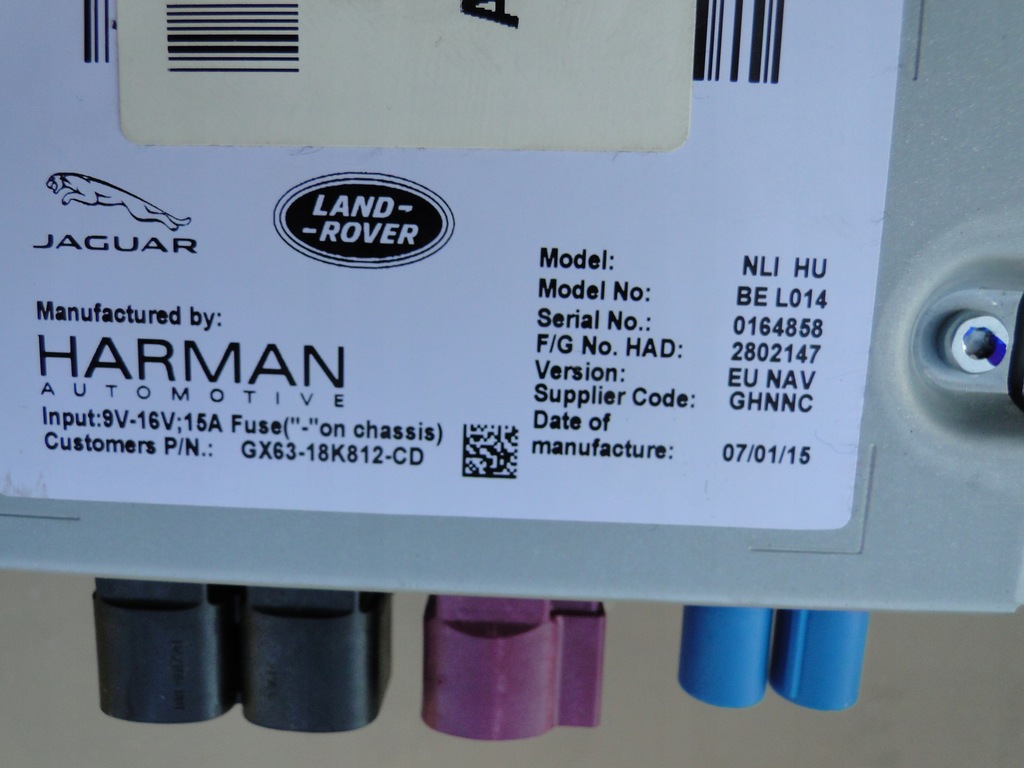 A
JAGUAR
LAND-
-ROVER
Manufactured by:
HARMAN
AUTOMOTIVE
Input:9V-16V;15A Fuse("-"on chassis)
Customers P/N.: GX63-18K812-CD
Model: NLI HU
Model No: BE L014
Serial No.: 0164858
F/G No. HAD: 2802147
Version: EU NAV
Supplier Code: GHNNC
Date of
manufacture: 07/01/15